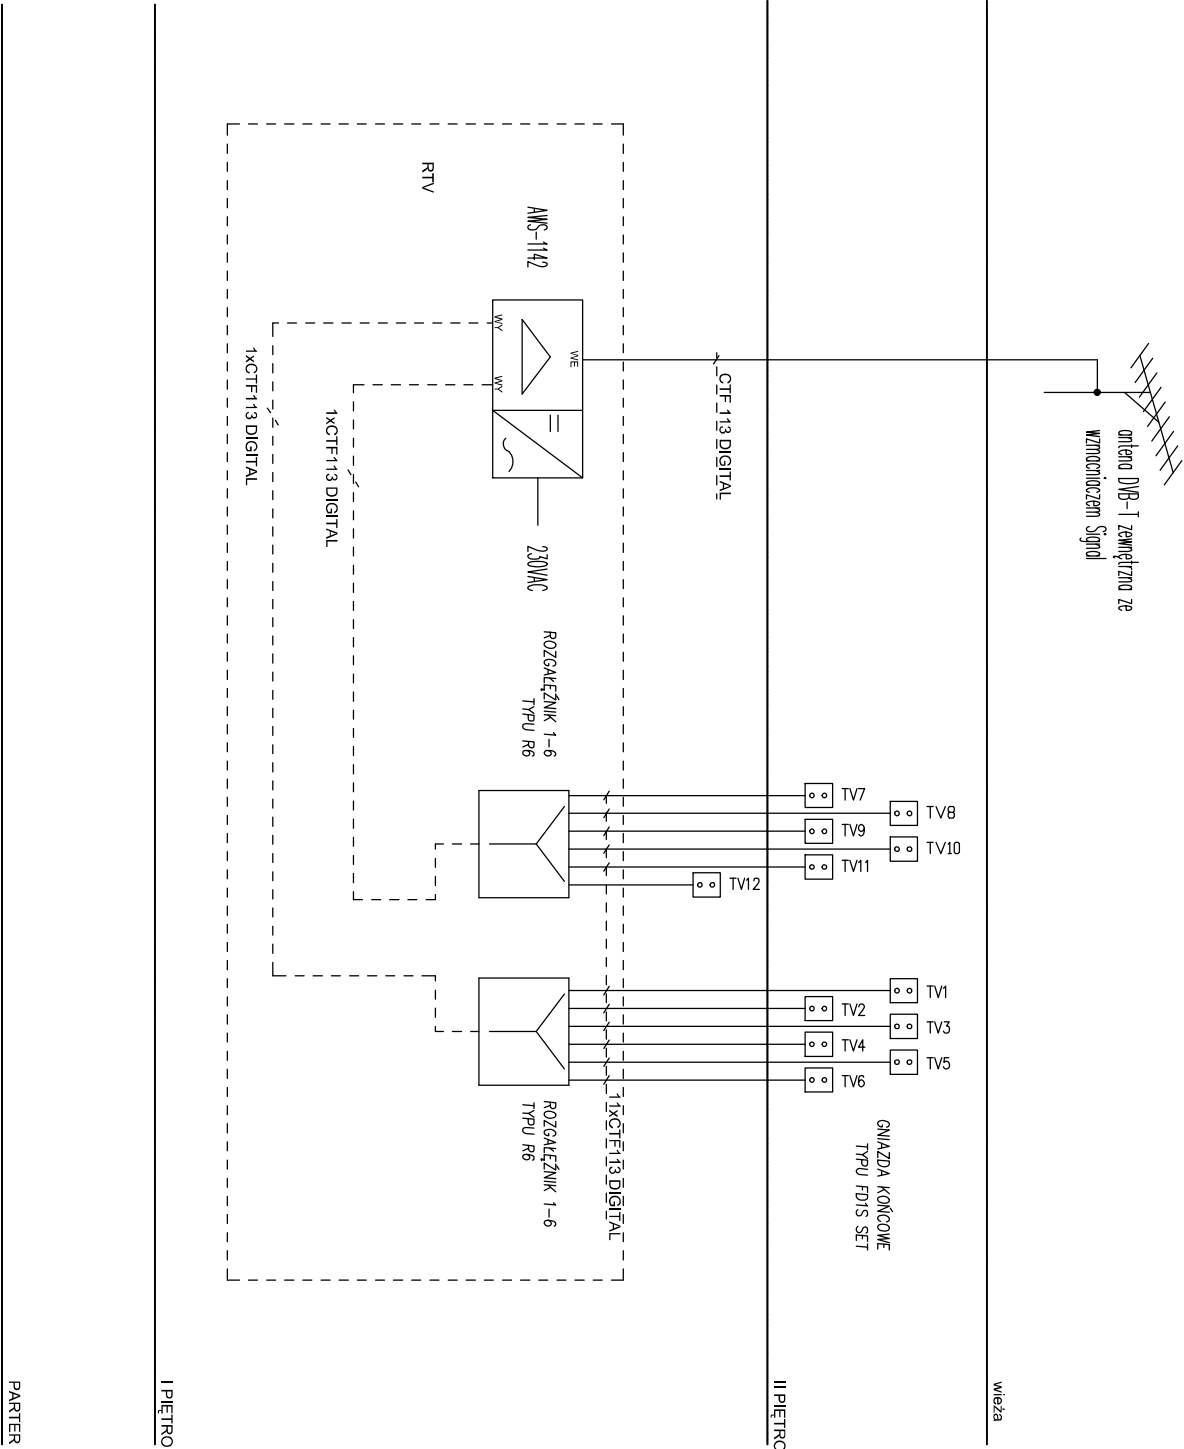 antena DVB-T zewnętrzna ze
wzmacniaczem Signal
wieża
TV8
TV10
TV1
TV3
TV5
GNIAZDA KOŃCOWE
TYPU FD1S SET
TV7
TV9
TV11
TV2
TV4
TV6
II PIĘTRO
CTF 113 DIGITAL
TV12
11xCTF113 DIGITAL
AWS-1142
WE
WY
WY
230VAC
ROZGAŁĘŹNIK 1-6
TYPU R6
ROZGAŁĘŹNIK 1-6
TYPU R6
RTV
1xCTF113 DIGITAL
1xCTF113 DIGITAL
I PIĘTRO
PARTER